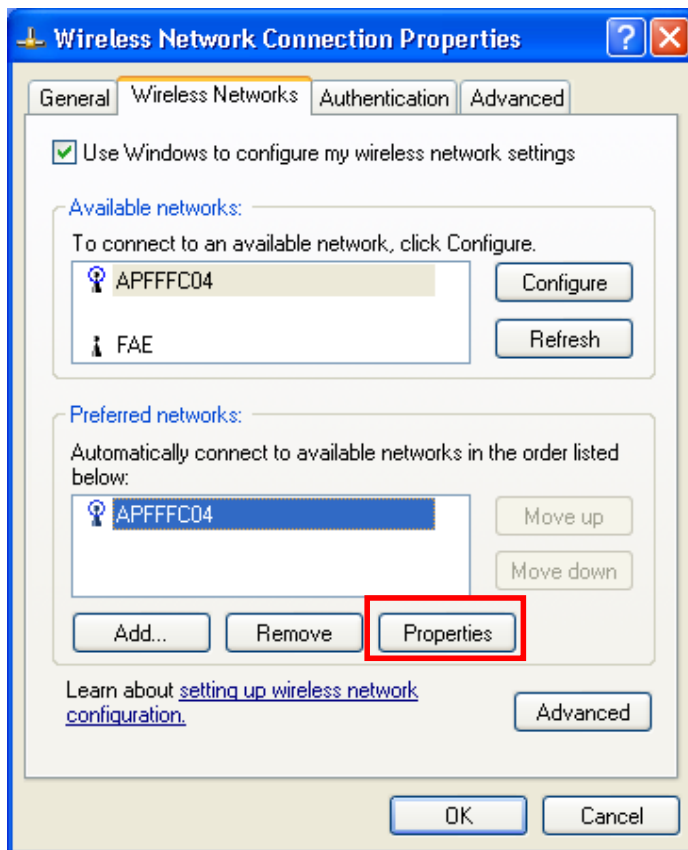 Wireless Network Connection Properties
General Wireless Networks Authentication Advanced
Use Windows to configure my wireless network settings
Available networks:
To connect to an available network, click Configure.
APFFFC04
Configure
FAE
Refresh
Preferred networks:
Automatically connect to available networks in the order listed
below:
APFFFC04
Move up
Move down
Add... Remove Properties
Learn about setting up wireless network
configuration.
Advanced
OK Cancel